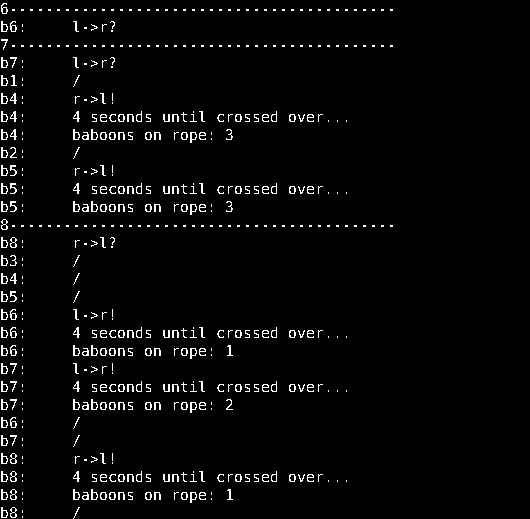 6-------------------------------------------
b6:     l->r?
7-------------------------------------------
b7:     l->r?
b1:     /
b4:     r->l!
b4:     4 seconds until crossed over...
b4:     baboons on rope: 3
b2:     /
b5:     r->l!
b5:     4 seconds until crossed over...
b5:     baboons on rope: 3
8-------------------------------------------
b8:     r->l?
b3:     /
b4:     /
b5:     /
b6:     l->r!
b6:     4 seconds until crossed over...
b6:     baboons on rope: 1
b7:     l->r!
b7:     4 seconds until crossed over...
b7:     baboons on rope: 2
b6:     /
b7:     /
b8:     r->l!
b8:     4 seconds until crossed over...
b8:     baboons on rope: 1
b8:     /